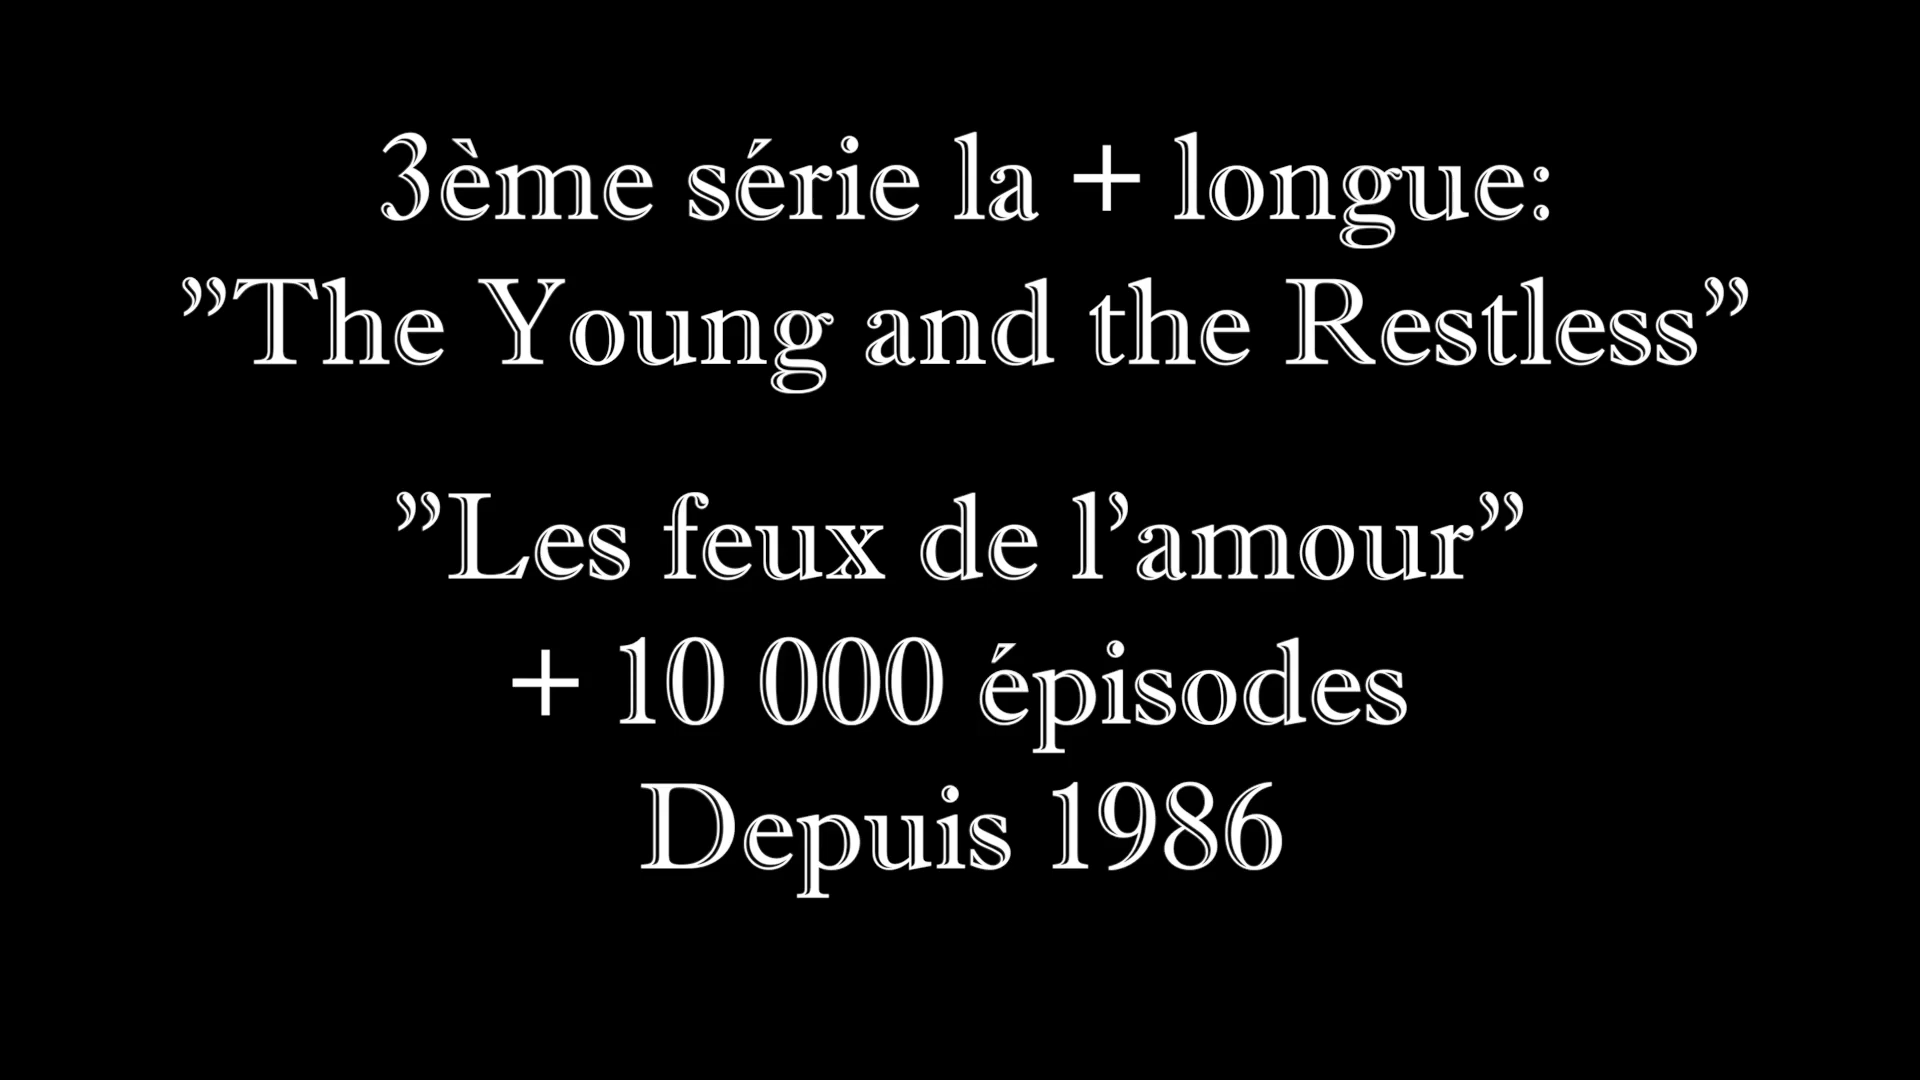 3ème série la + longue:
”The Young and the Restless”
”Les feux de l’amour”
+ 10 000 épisodes
Depuis 1986